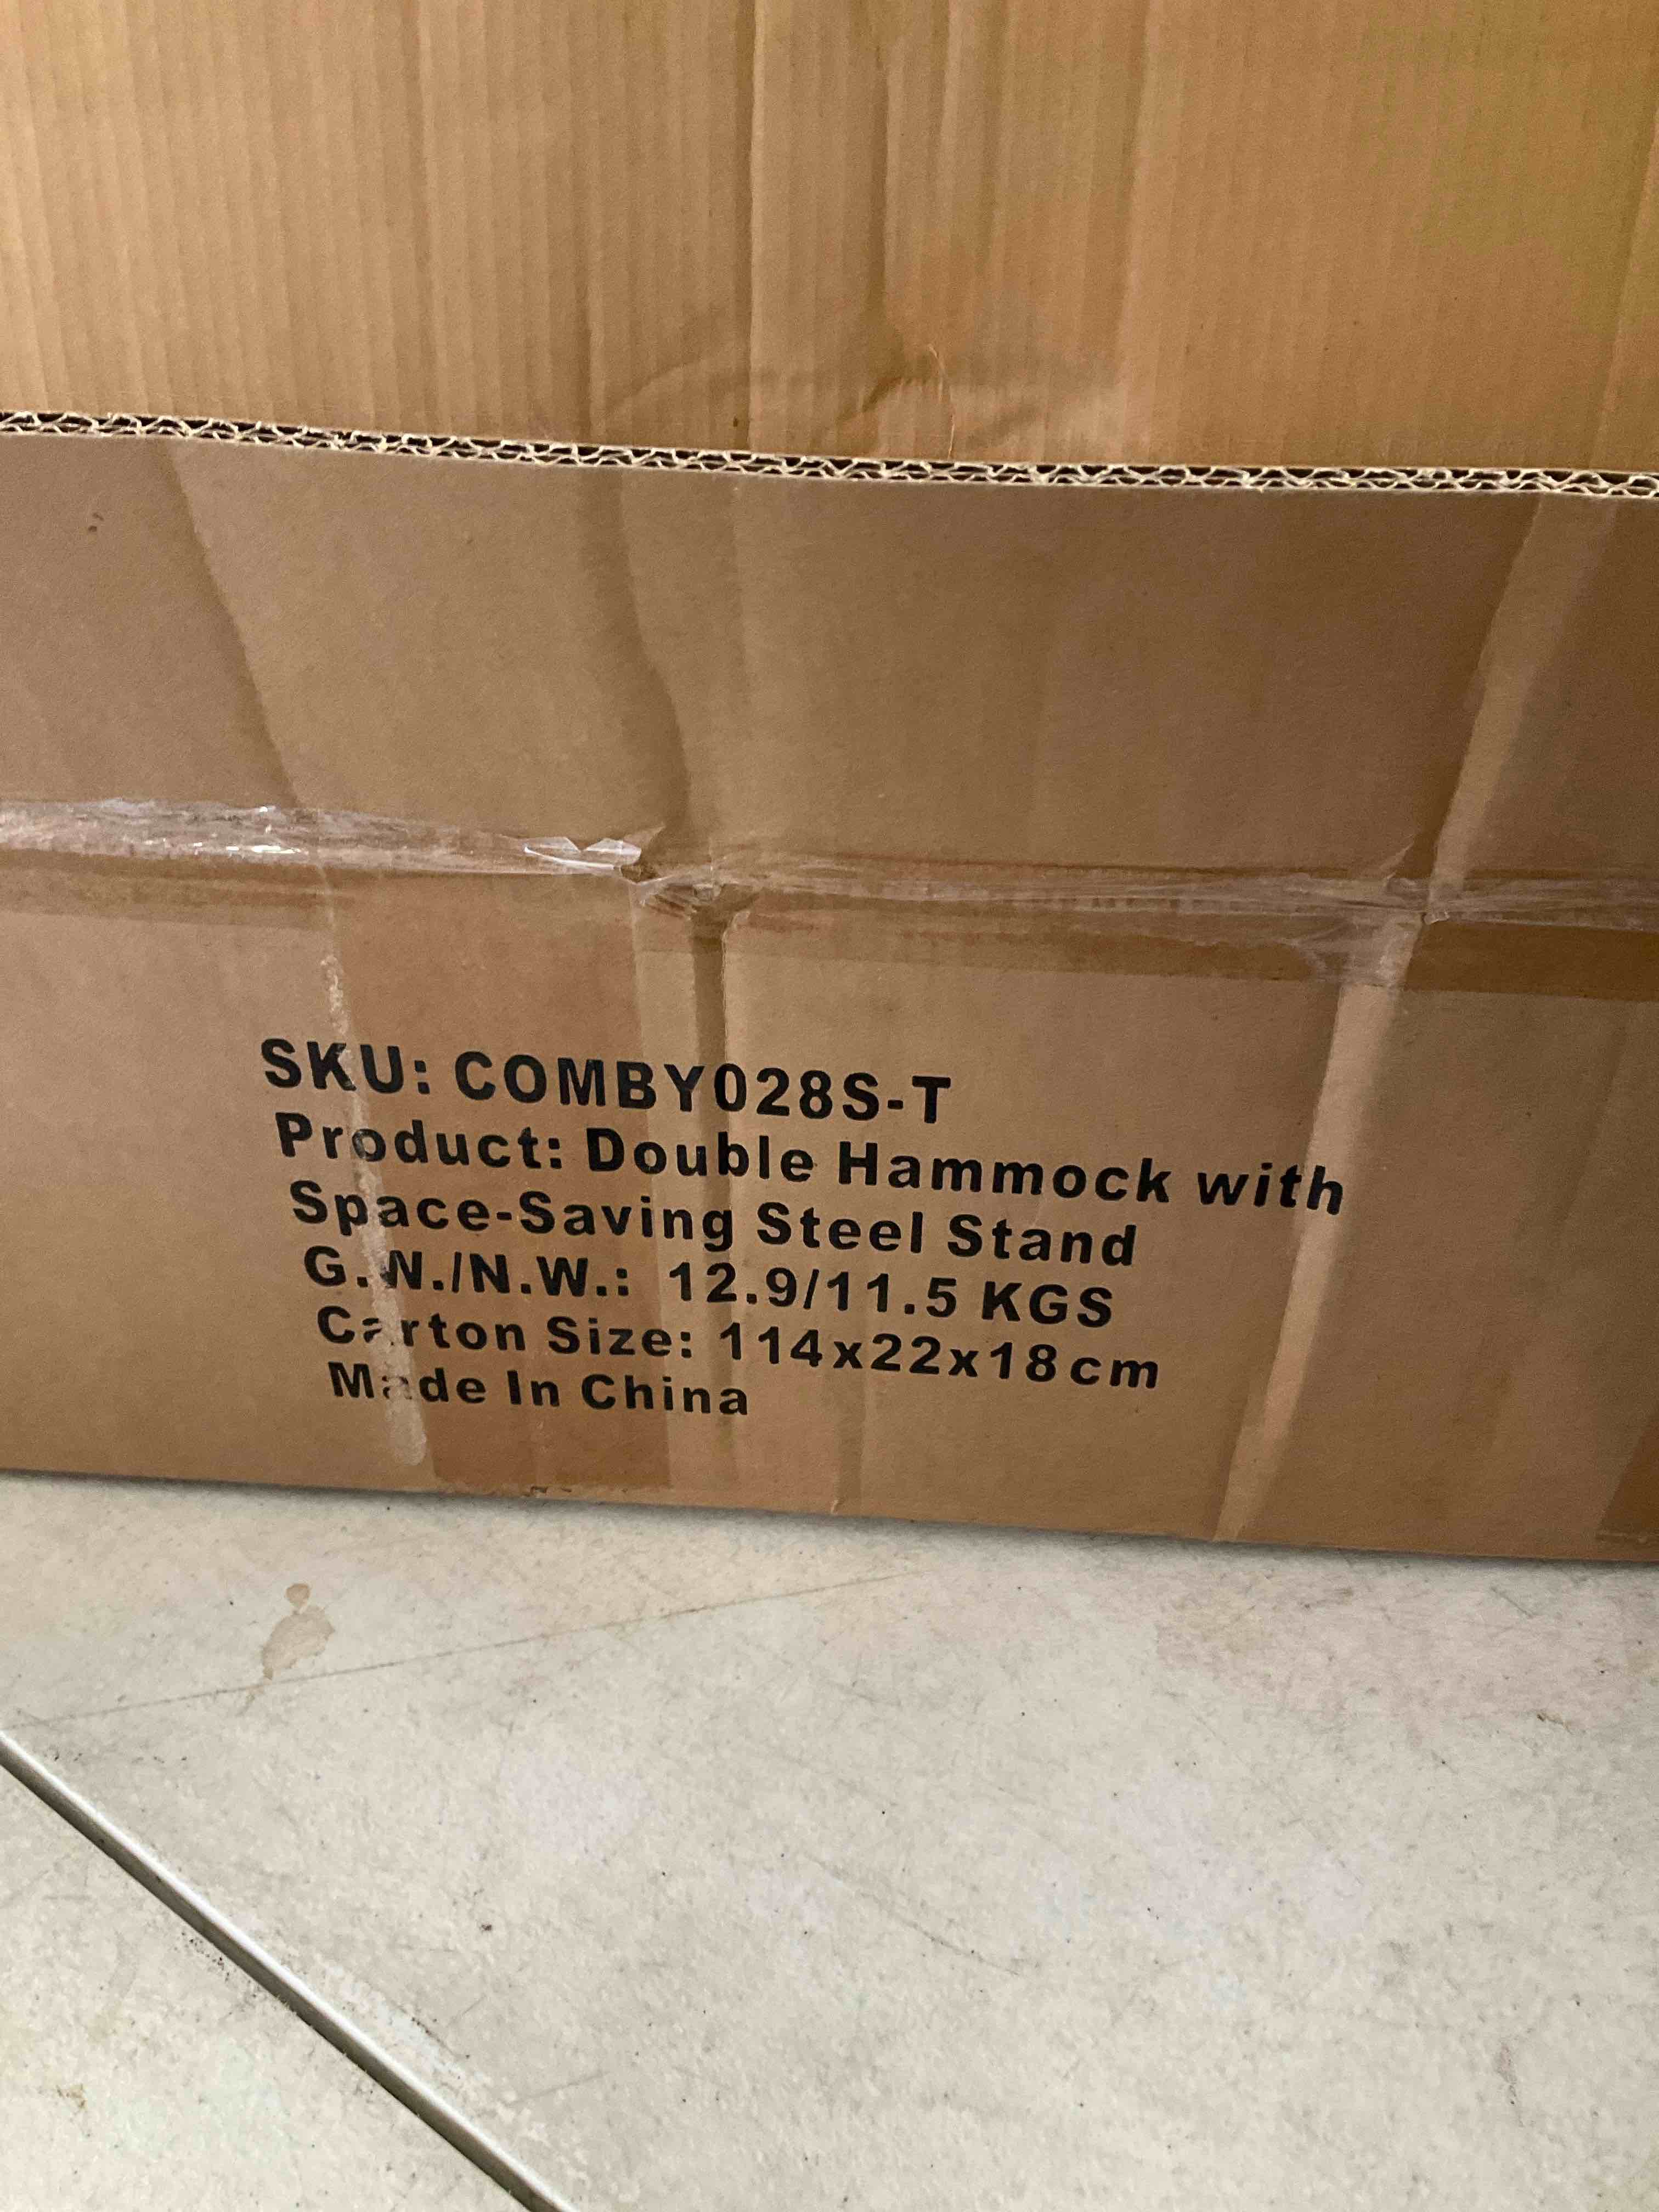 SKU: COMBY028S-T
Product: Double Hammock with
Space-Saving Steel Stand
G.W./N.W.: 12.9/11.5 KGS
Carton Size: 114x22x18cm
Made In China